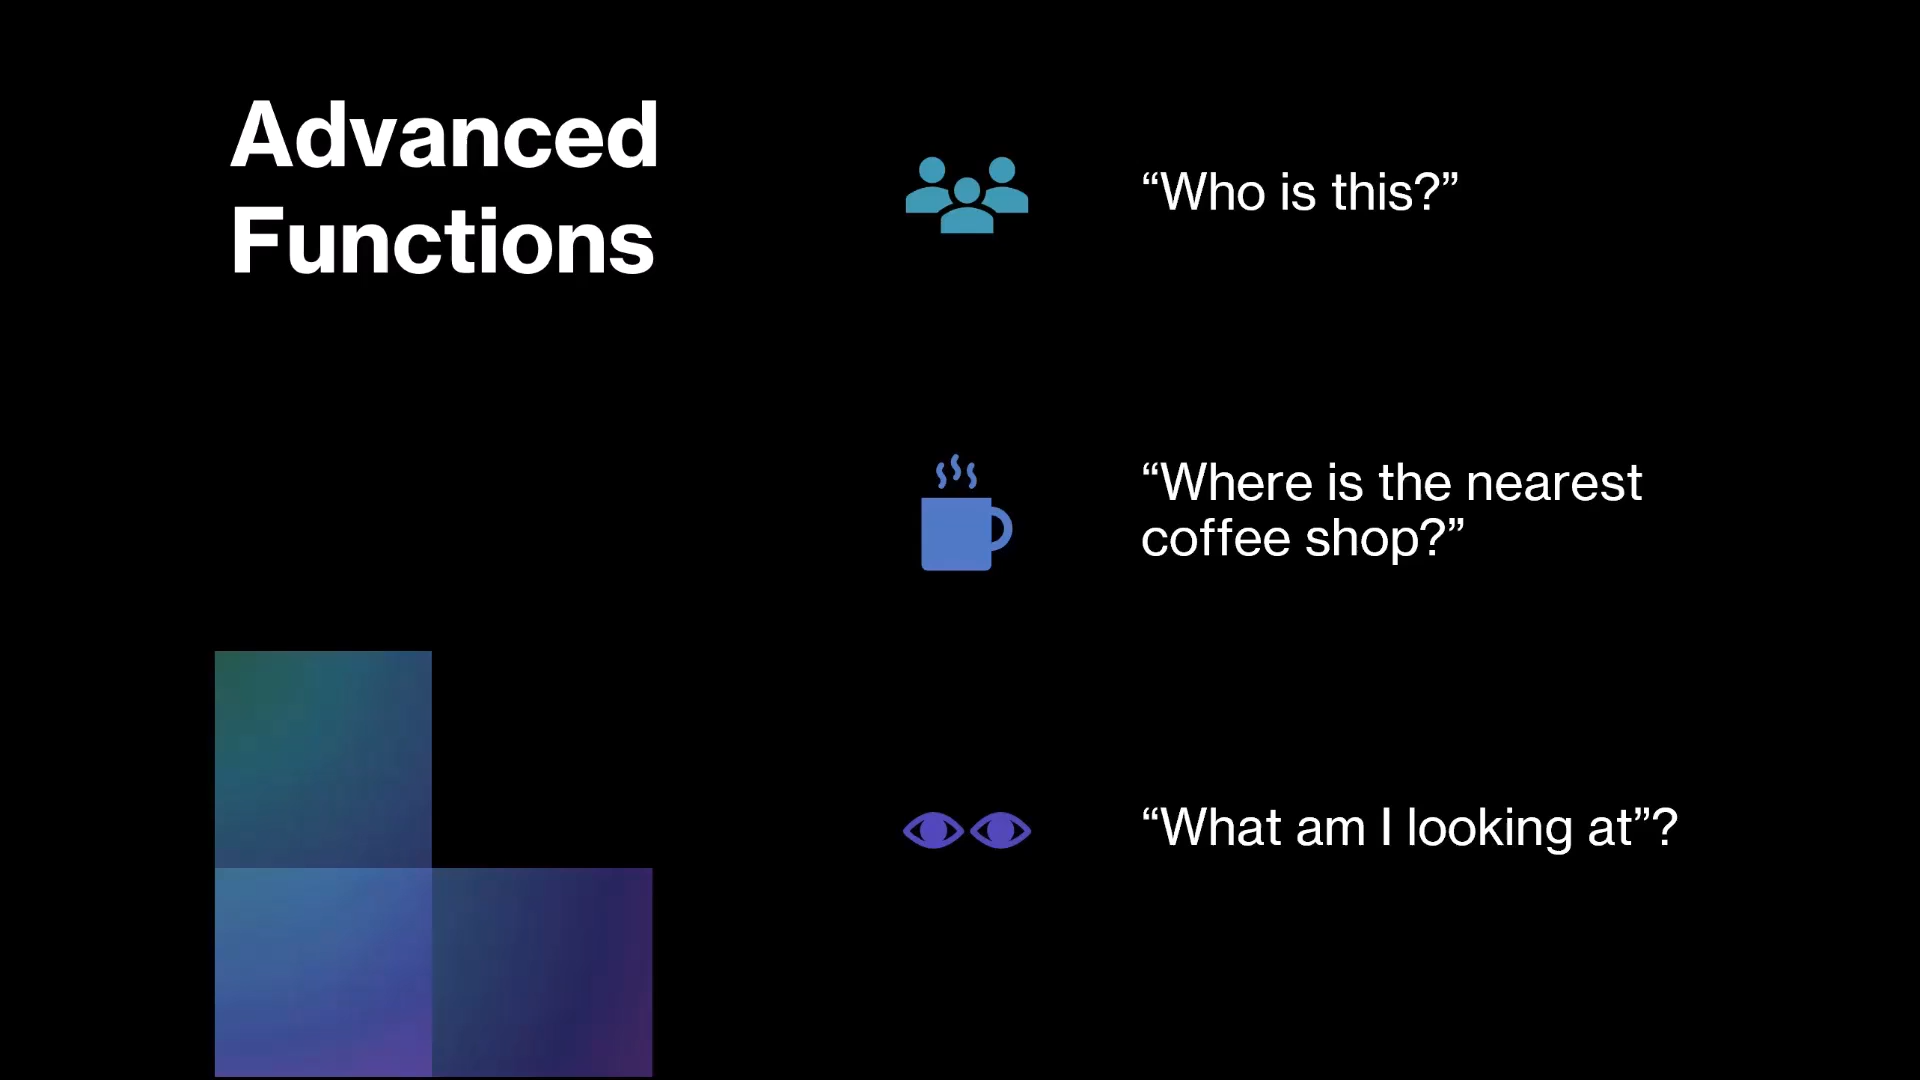 Advanced
Functions
“Who is this?”
“Where is the nearest
coffee shop?”
“What am I looking at”?